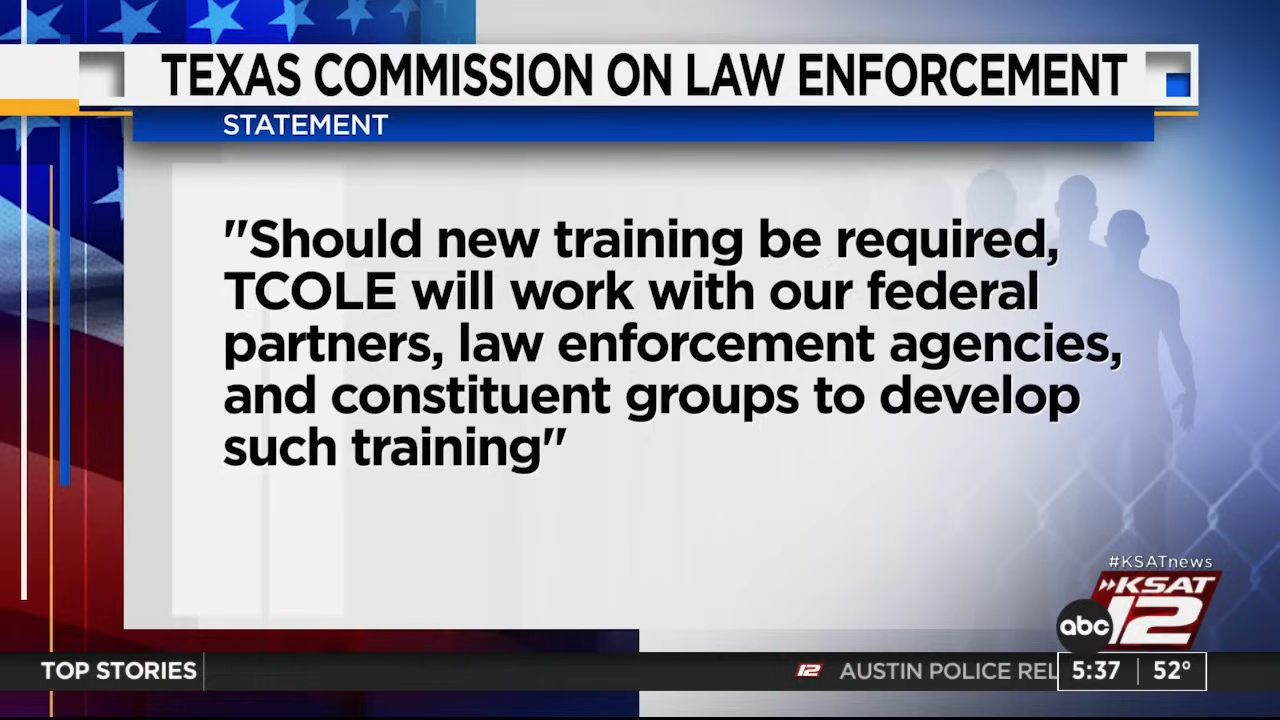 TEXAS COMMISSION ON LAW ENFORCEMENT
STATEMENT
"Should new training be required,
TCOLE will work with our federal
partners, law enforcement agencies,
and constituent groups to develop
such training"
#KSATnews
KSAT
abc 12
TOP STORIES 12 AUSTIN POLICE REL 5:37 52°